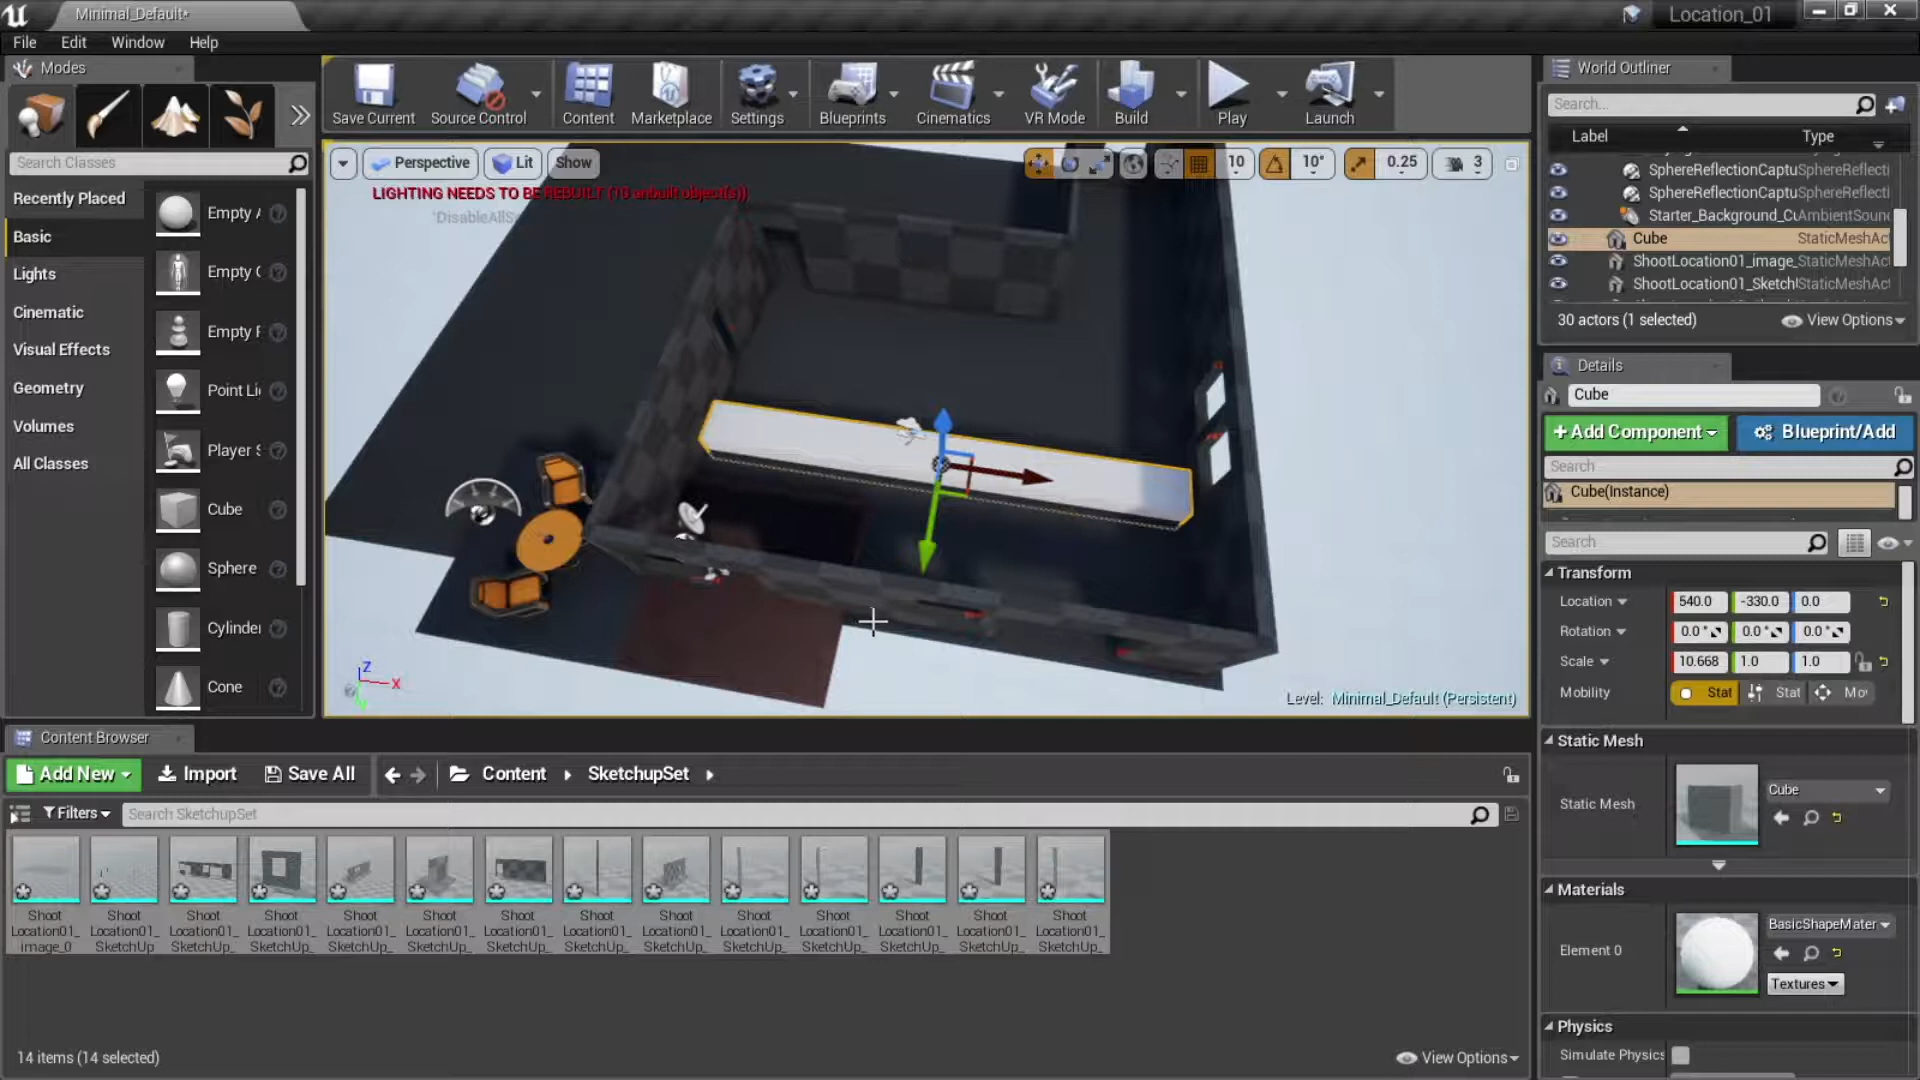 Minimal_Default*
Location_01
File
Edit
Window
Help
Modes
Save Current
Source Control
Content
Marketplace
Settings
Blueprints
Cinematics
VR Mode
Build
Play
Launch
World Outliner
Search...
Label
Type
SphereReflectionCaptu
SphereReflecti
SphereReflectionCaptu
SphereReflecti
Starter_Background_Cu
AmbientSoun
Cube
StaticMeshAc
ShootLocation01_image_
StaticMeshAc
ShootLocation01_Sketch
StaticMeshAc
30 actors (1 selected)
View Options
Search Classes
Recently Placed
Basic
Lights
Cinematic
Visual Effects
Geometry
Volumes
All Classes
Empty
Empty
Empty
Point Li
Player S
Cube
Sphere
Cylinde
Cone
Perspective
Lit
Show
10
10°
0.25
3
LIGHTING NEEDS TO BE REBUILT (10 unbuilt object(s))
'DisableAllSc
Z
X
Y
Level: Minimal_Default (Persistent)
Details
Cube
+Add Component
Blueprint/Add
Search
Cube(Instance)
Search
Transform
Location
540.0
-330.0
0.0
Rotation
0.0 °
0.0 °
0.0 °
Scale
10.668
1.0
1.0
Mobility
Stat
Stat
Mov
Static Mesh
Static Mesh
Cube
Materials
Element 0
BasicShapeMater
Textures
Physics
Simulate Physics
Content Browser
Add New
Import
Save All
Content
SketchupSet
Filters
Search SketchupSet
Shoot Location01_ image_0
Shoot Location01_ SketchUp
Shoot Location01_ SketchUp_
Shoot Location01_ SketchUp_
Shoot Location01_ SketchUp_
Shoot Location01_ SketchUp_
Shoot Location01_ SketchUp_
Shoot Location01_ SketchUp_
Shoot Location01_ SketchUp_
Shoot Location01_ SketchUp_
Shoot Location01_ SketchUp_
Shoot Location01_ SketchUp_
Shoot Location01_ SketchUp_
Shoot Location01_ SketchUp_
14 items (14 selected)
View Options